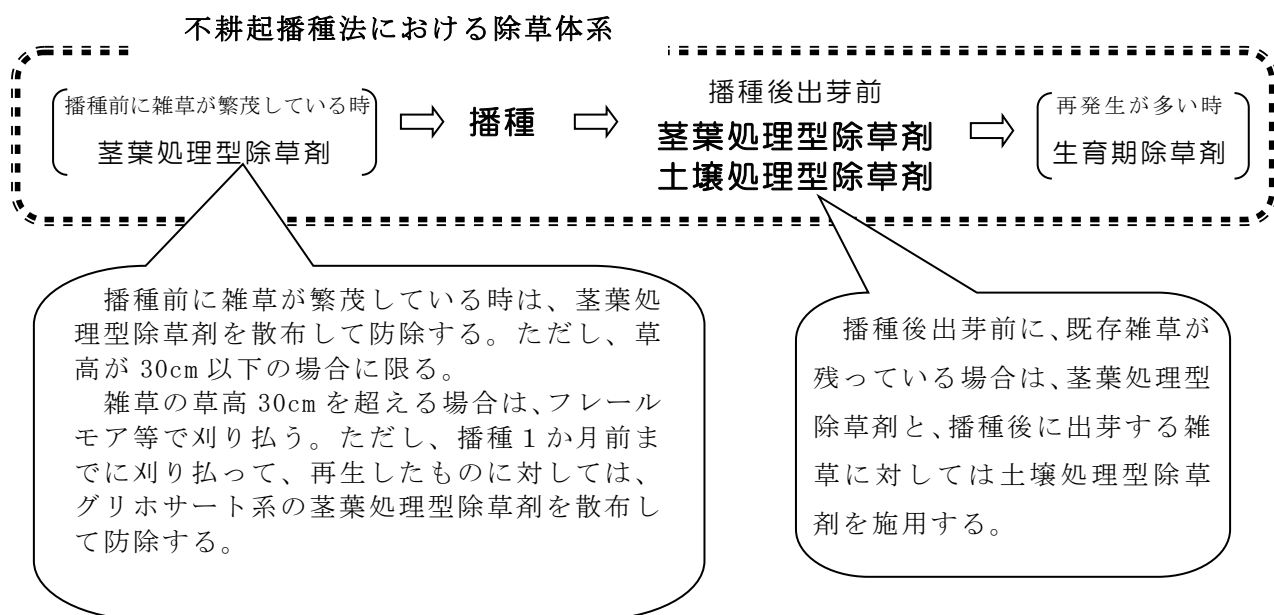 不耕起播種法における除草体系
播種前に雑草が繁茂している時
茎葉処理型除草剤
播種
播種後出芽前
茎葉処理型除草剤
土壌処理型除草剤
再発生が多い時
生育期除草剤
播種前に雑草が繁茂している時は、茎葉処
理型除草剤を散布して防除する。ただし、草
高が 30cm 以下の場合に限る。
雑草の草高 30cm を超える場合は、フレール
モア等で刈り払う。ただし、播種１か月前ま
でに刈り払って、再生したものに対しては、
グリホサート系の茎葉処理型除草剤を散布し
て防除する。
播種後出芽前に、既存雑草が
残っている場合は、茎葉処理型
除草剤と、播種後に出芽する雑
草に対しては土壌処理型除草
剤を施用する。